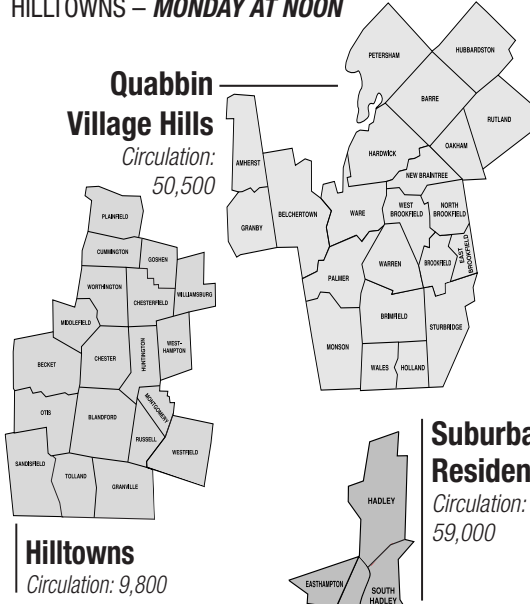 HILLTOWNS – MONDAY AT NOON
Quabbin
Village Hills
Circulation:
50,500
PETERSHAM
HUBBARDSTON
BARRE
RUTLAND
OAKHAM
HARDWICK
NEW BRAINTREE
AMHERST
GRANBY
BELCHERTOWN
WARE
WEST
BROOKFIELD
NORTH
BROOKFIELD
PALMER
WARREN
BROOKFIELD
EAST
BROOKFIELD
BRIMFIELD
STURBRIDGE
MONSON
WALES
HOLLAND
PLAINFIELD
CUMMINGTON
GOSHEN
WORTHINGTON
CHESTERFIELD
WILLIAMSBURG
MIDDLEFIELD
BECKET
CHESTER
HUNTINGTON
WEST-
HAMPTON
OTIS
BLANDFORD
MONTGOMERY
RUSSELL
WESTFIELD
SANDISFIELD
TOLLAND
GRANVILLE
Hilltowns
Circulation: 9,800
Suburba
Residen
Circulation:
59,000
HADLEY
EASTHAMPTON
SOUTH
HADLEY